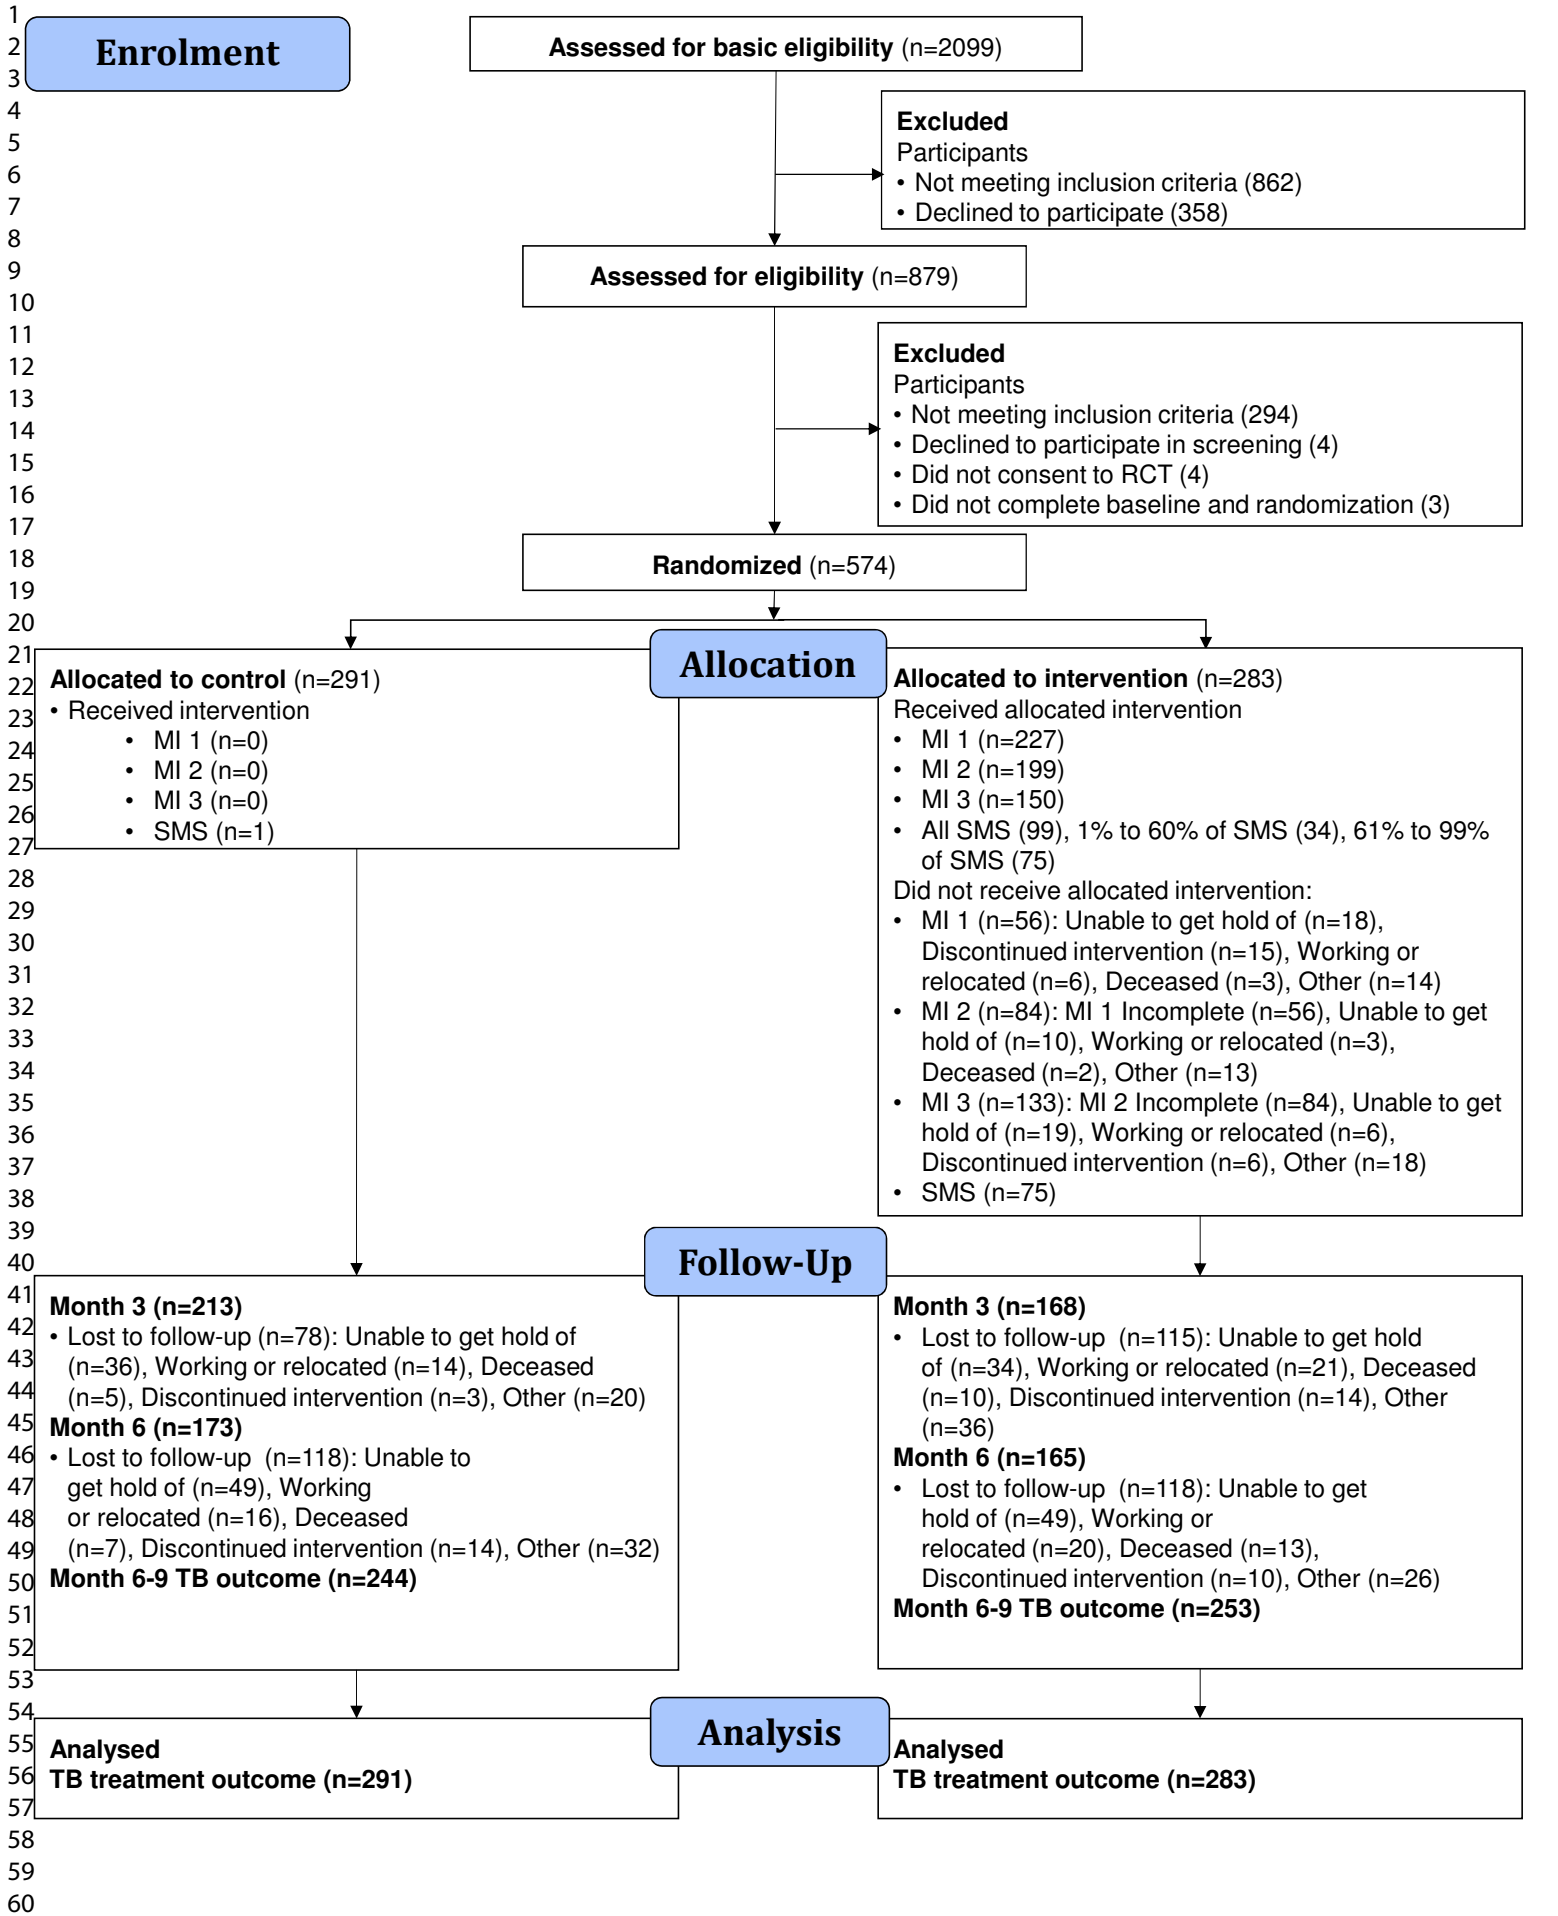 1
2
3
4
5
6
7
8
9
10
11
12
13
14
15
16
17
18
19
20
21
22
23
24
25
26
27
28
29
30
31
32
33
34
35
36
37
38
39
40
41
42
43
44
45
46
47
48
49
50
51
52
53
54
55
56
57
58
59
60
Enrolment
Assessed for basic eligibility (n=2099)
Excluded
Participants
• Not meeting inclusion criteria (862)
• Declined to participate (358)
Assessed for eligibility (n=879)
Excluded
Participants
• Not meeting inclusion criteria (294)
• Declined to participate in screening (4)
• Did not consent to RCT (4)
• Did not complete baseline and randomization (3)
Randomized (n=574)
Allocation
Allocated to control (n=291)
• Received intervention
• MI 1 (n=0)
• MI 2 (n=0)
• MI 3 (n=0)
• SMS (n=1)
Allocated to intervention (n=283)
Received allocated intervention
• MI 1 (n=227)
• MI 2 (n=199)
• MI 3 (n=150)
• All SMS (99), 1% to 60% of SMS (34), 61% to 99%
of SMS (75)
Did not receive allocated intervention:
• MI 1 (n=56): Unable to get hold of (n=18),
Discontinued intervention (n=15), Working or
relocated (n=6), Deceased (n=3), Other (n=14)
• MI 2 (n=84): MI 1 Incomplete (n=56), Unable to get
hold of (n=10), Working or relocated (n=3),
Deceased (n=2), Other (n=13)
• MI 3 (n=133): MI 2 Incomplete (n=84), Unable to get
hold of (n=19), Working or relocated (n=6),
Discontinued intervention (n=6), Other (n=18)
• SMS (n=75)
Follow-Up
Month 3 (n=213)
• Lost to follow-up (n=78): Unable to get hold of
(n=36), Working or relocated (n=14), Deceased
(n=5), Discontinued intervention (n=3), Other (n=20)
Month 6 (n=173)
• Lost to follow-up (n=118): Unable to
get hold of (n=49), Working
or relocated (n=16), Deceased
(n=7), Discontinued intervention (n=14), Other (n=32)
Month 6-9 TB outcome (n=244)
Month 3 (n=168)
• Lost to follow-up (n=115): Unable to get hold
of (n=34), Working or relocated (n=21), Deceased
(n=10), Discontinued intervention (n=14), Other
(n=36)
Month 6 (n=165)
• Lost to follow-up (n=118): Unable to get
hold of (n=49), Working or
relocated (n=20), Deceased (n=13),
Discontinued intervention (n=10), Other (n=26)
Month 6-9 TB outcome (n=253)
Analysis
Analysed
TB treatment outcome (n=291)
Analysed
TB treatment outcome (n=283)